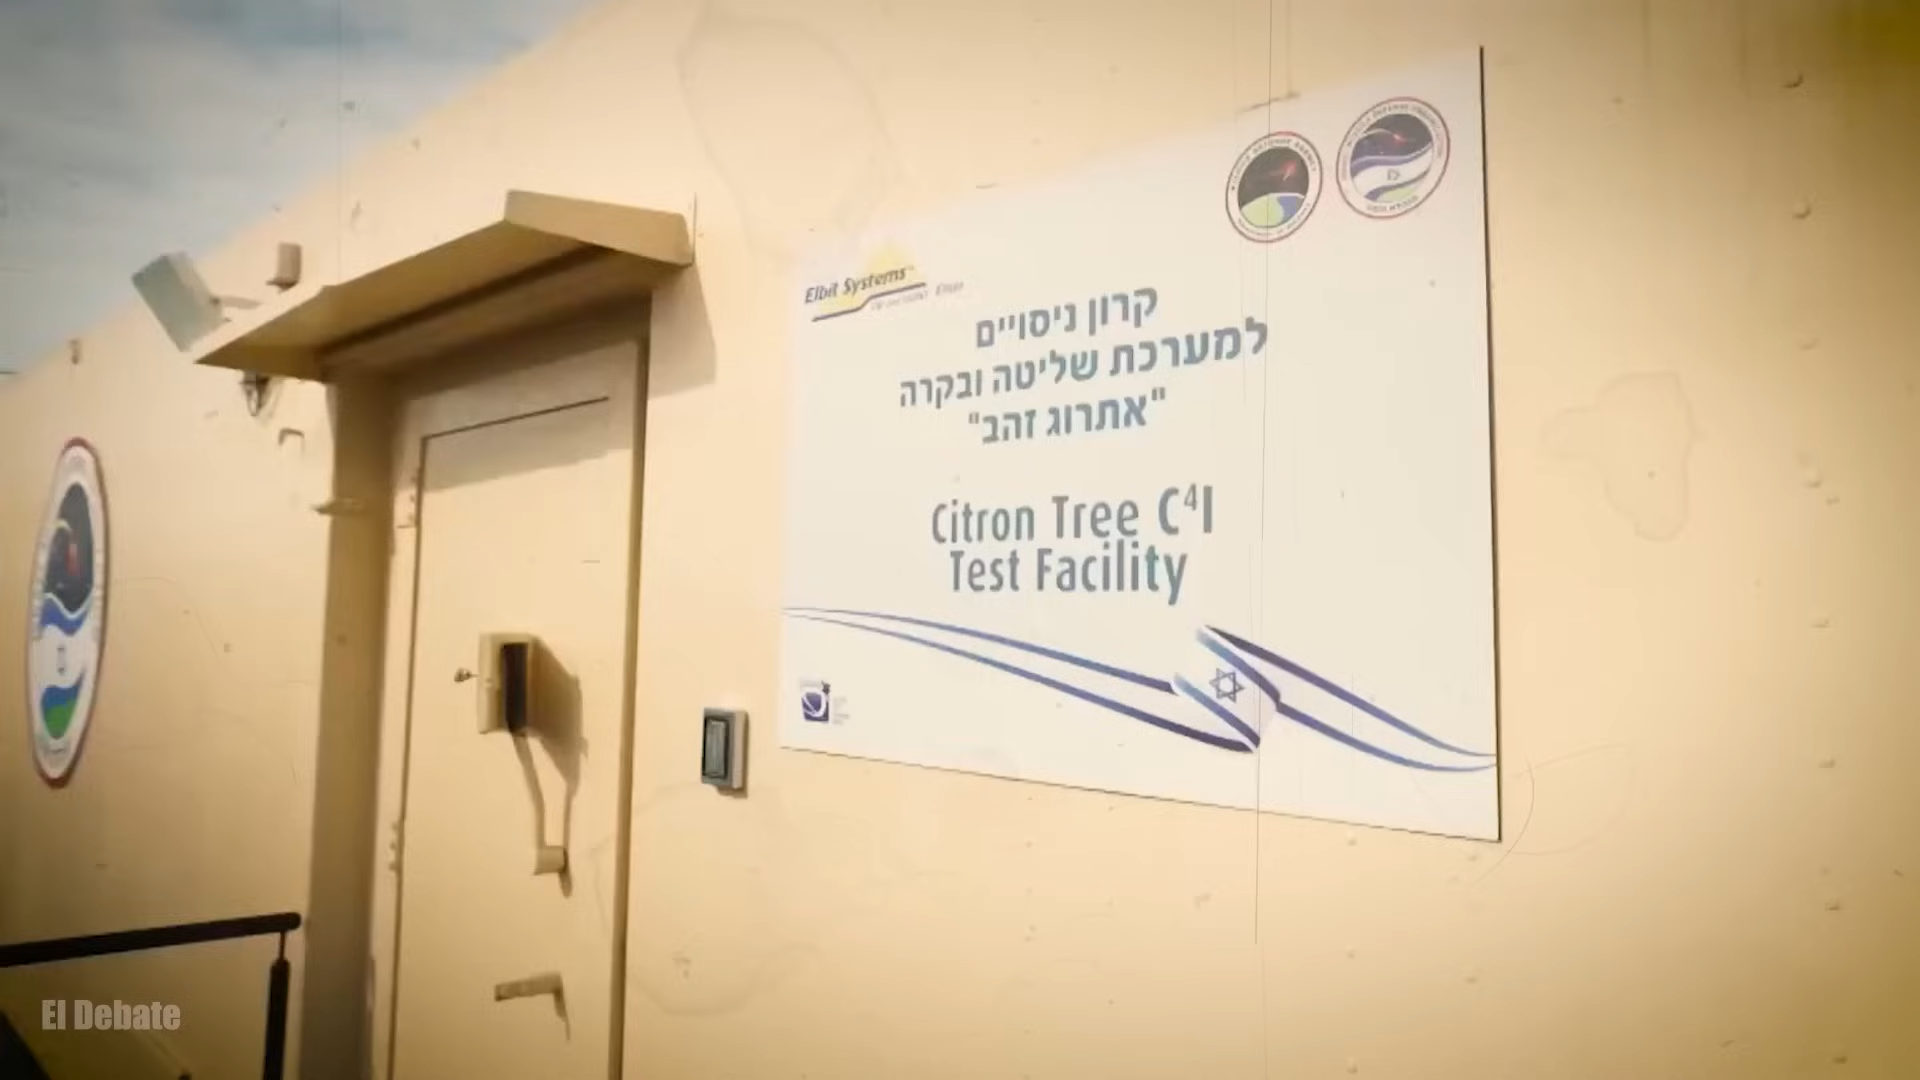 Elbit Systems
קרון ניסויים
למערכת שליטה ובקרה
"אתרוג זהב"
Citron Tree C⁴I
Test Facility
El Debate